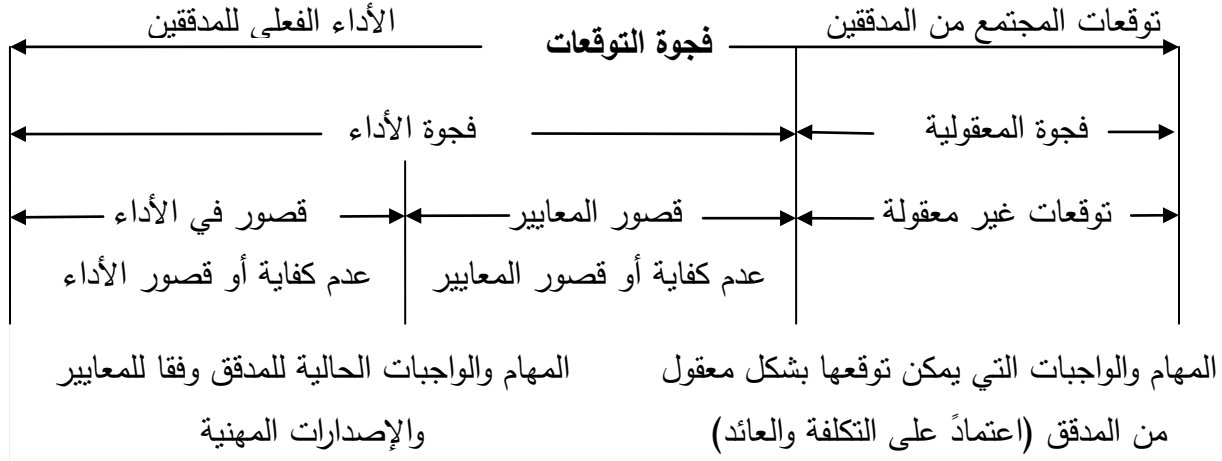 توقعات المجتمع من المدققين
الأداء الفعلي للمدققين
فجوة التوقعات
فجوة المعقولية
فجوة الأداء
توقعات غير معقولة
قصور المعايير
قصور في الأداء
عدم كفاية أو قصور المعايير
عدم كفاية أو قصور الأداء
المهام والواجبات التي يمكن توقعها بشكل معقول
من المدقق (اعتمادً على التكلفة والعائد)
المهام والواجبات الحالية للمدقق وفقا للمعايير
والإصدارات المهنية